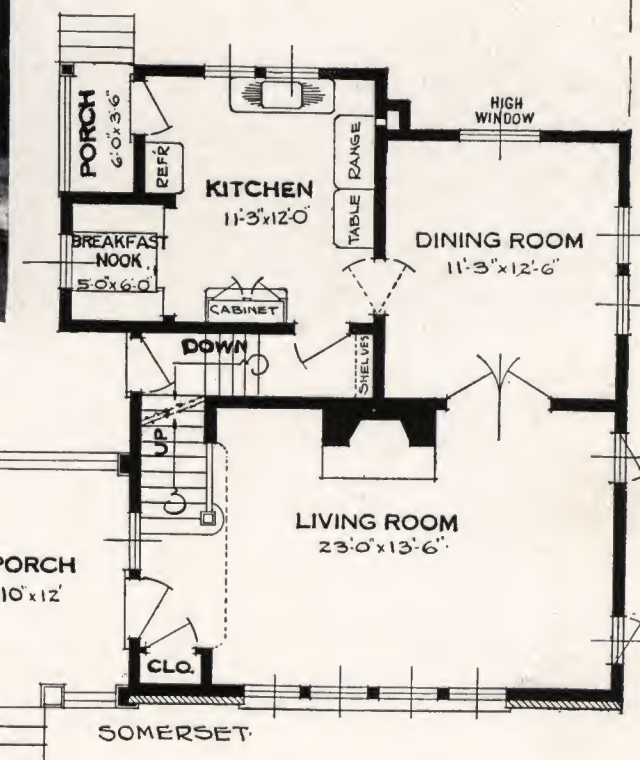 PORCH
6'-0"x3'-6"
REF'R
KITCHEN
11'-3"x12'-0"
RANGE
TABLE
HIGH
WINDOW
DINING ROOM
11'-3"x12'-6"
BREAKFAST
NOOK
5'-0"x6'-0"
CABINET
DOWN
SHELVES
UP
LIVING ROOM
23'-0"x13'-6"
PORCH
10"x12'
CLO.
SOMERSET